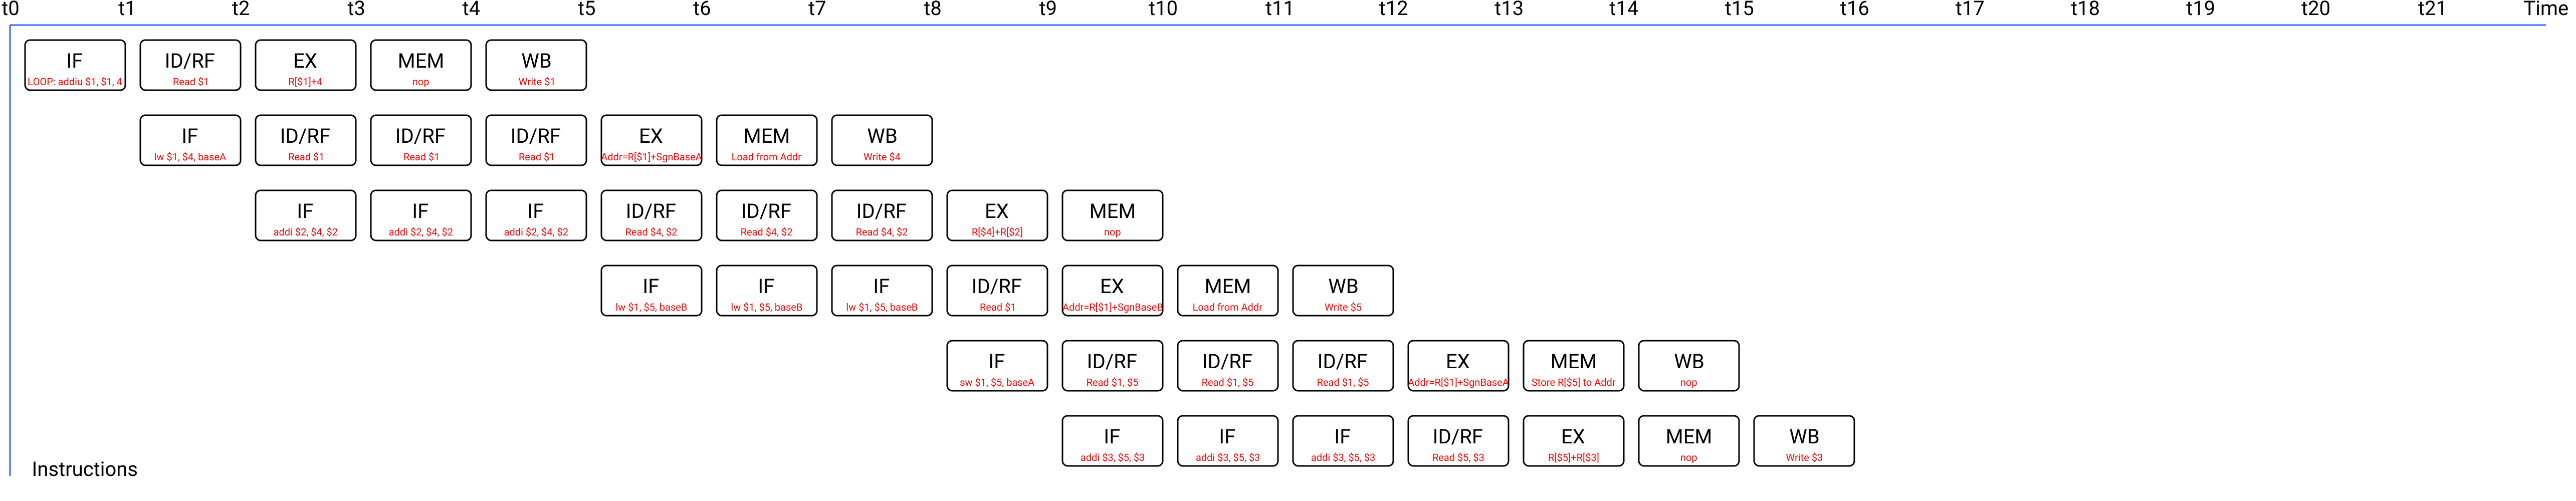 t0 t1 t2 t3 t4 t5 t6 t7 t8 t9 t10 t11 t12 t13 t14 t15 t16 t17 t18 t19 t20 t21 Time
IF ID/RF EX MEM WB
LOOP: addiu $1, $1, 4 Read $1 R[$1]+4 nop Write $1
IF ID/RF ID/RF ID/RF EX MEM WB
lw $1, $4, baseA Read $1 Read $1 Read $1 Addr=R[$1]+SgnBaseA Load from Addr Write $4
IF IF IF ID/RF ID/RF ID/RF EX MEM
addi $2, $4, $2 addi $2, $4, $2 addi $2, $4, $2 Read $4, $2 Read $4, $2 Read $4, $2 R[$4]+R[$2] nop
IF IF IF ID/RF EX MEM WB
lw $1, $5, baseB lw $1, $5, baseB lw $1, $5, baseB Read $1 Addr=R[$1]+SgnBaseB Load from Addr Write $5
IF ID/RF ID/RF ID/RF EX MEM WB
sw $1, $5, baseA Read $1, $5 Read $1, $5 Read $1, $5 Addr=R[$1]+SgnBaseA Store R[$5] to Addr nop
IF IF IF ID/RF EX MEM WB
addi $3, $5, $3 addi $3, $5, $3 addi $3, $5, $3 Read $5, $3 R[$5]+R[$3] nop Write $3
Instructions